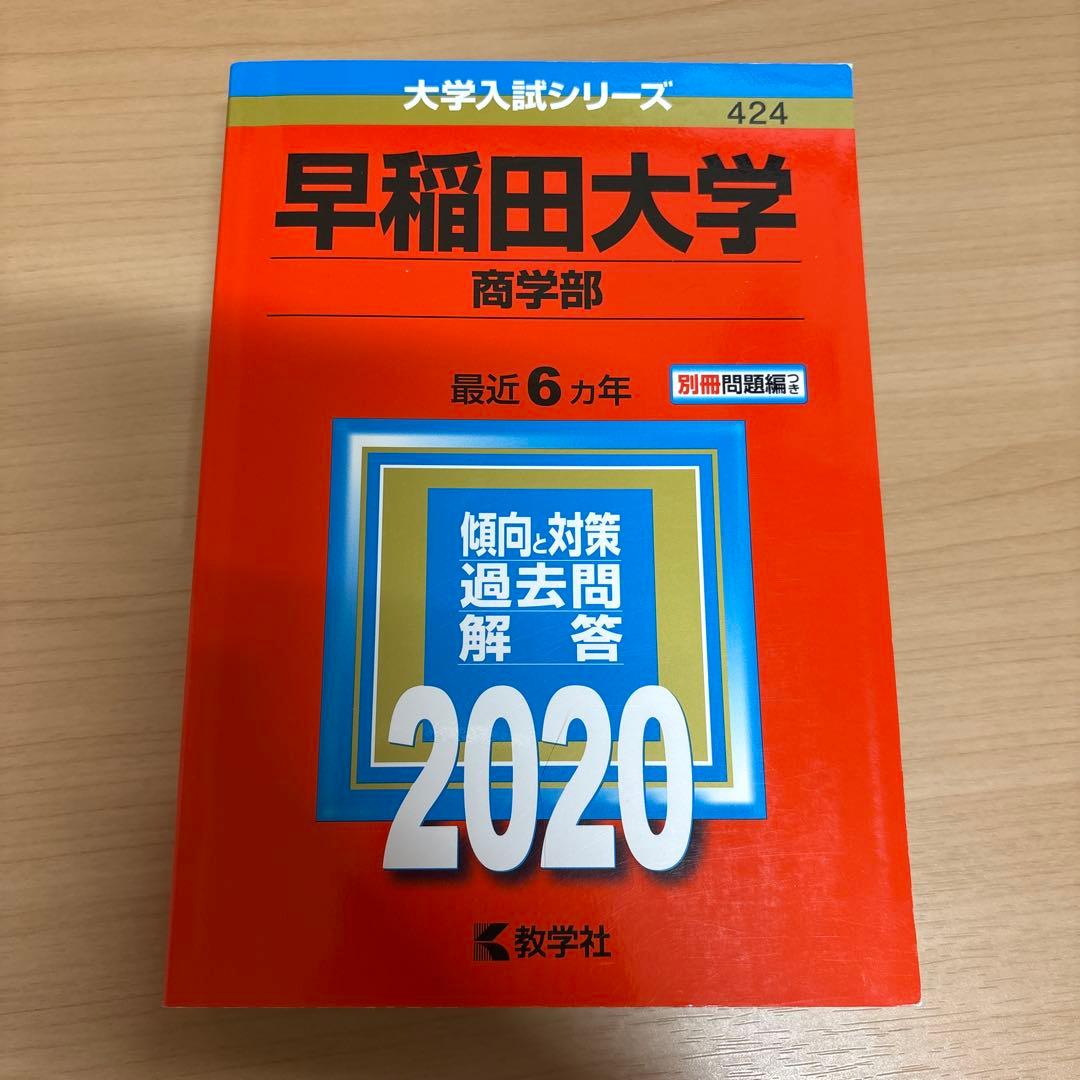 大学入試シリーズ
424
早稲田大学
商学部
最近6カ年
別冊問題編つき
傾向と対策
過去問
解答
2020
教学社